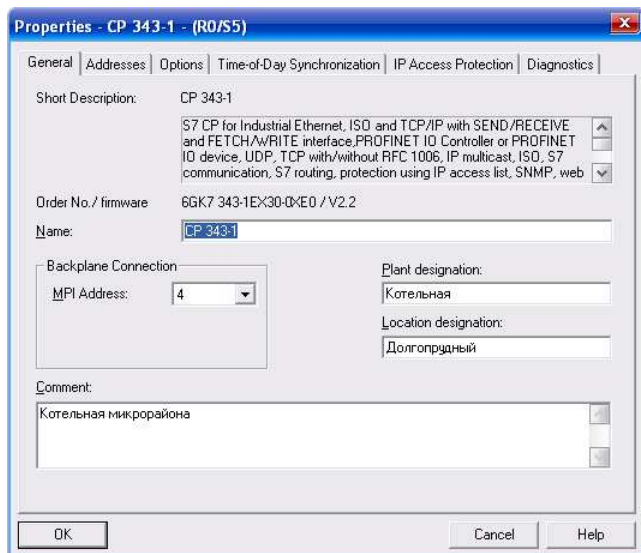 Properties - CP 343-1 - (R0/S5)
General Addresses Options Time-of-Day Synchronization IP Access Protection Diagnostics
Short Description: CP 343-1
S7 CP for Industrial Ethernet, ISO and TCP/IP with SEND/RECEIVE
and FETCH/WRITE interface,PROFINET IO Controller or PROFINET
IO device, UDP, TCP with/without RFC 1006, IP multicast, ISO, S7
communication, S7 routing, protection using IP access list, SNMP, web
Order No./ firmware 6GK7 343-1EX30-0XE0 / V2.2
Name: CP 343-1
Backplane Connection
MPI Address: 4
Plant designation:
Котельная
Location designation:
Долгопрудный
Comment:
Котельная микрорайона
OK Cancel Help